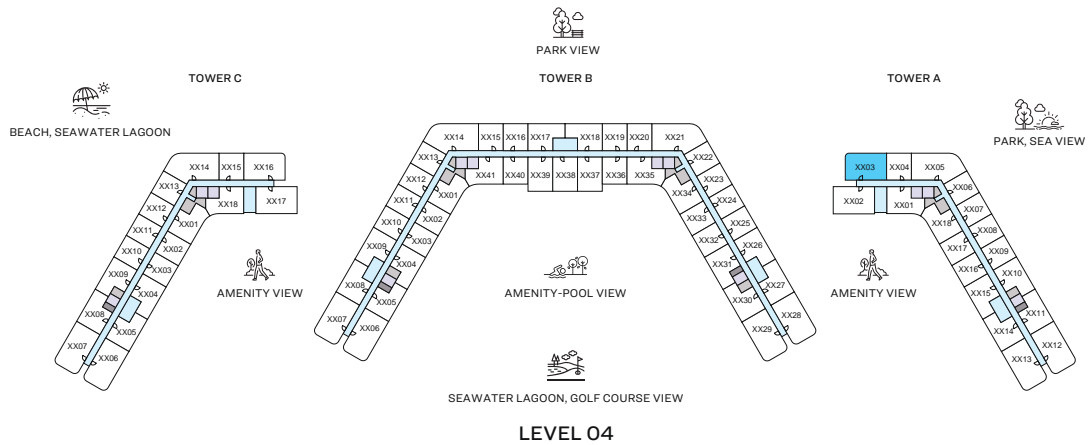 PARK VIEW
TOWER C
TOWER B
TOWER A
BEACH, SEAWATER LAGOON
PARK, SEA VIEW
XX14
XX15
XX16
XX13
XX18
XX17
XX12
XX01
XX11
XX02
XX10
XX03
XX09
XX04
XX08
XX05
XX07
XX06
XX14
XX15
XX16
XX17
XX18
XX19
XX20
XX21
XX13
XX41
XX40
XX39
XX38
XX37
XX36
XX35
XX22
XX12
XX01
XX34
XX23
XX11
XX02
XX33
XX24
XX10
XX03
XX32
XX25
XX09
XX04
XX31
XX26
XX08
XX05
XX30
XX27
XX07
XX06
XX29
XX28
XX03
XX04
XX05
XX02
XX01
XX06
XX18
XX07
XX17
XX08
XX16
XX09
XX15
XX10
XX14
XX11
XX13
XX12
AMENITY VIEW
AMENITY-POOL VIEW
AMENITY VIEW
SEAWATER LAGOON, GOLF COURSE VIEW
LEVEL 04